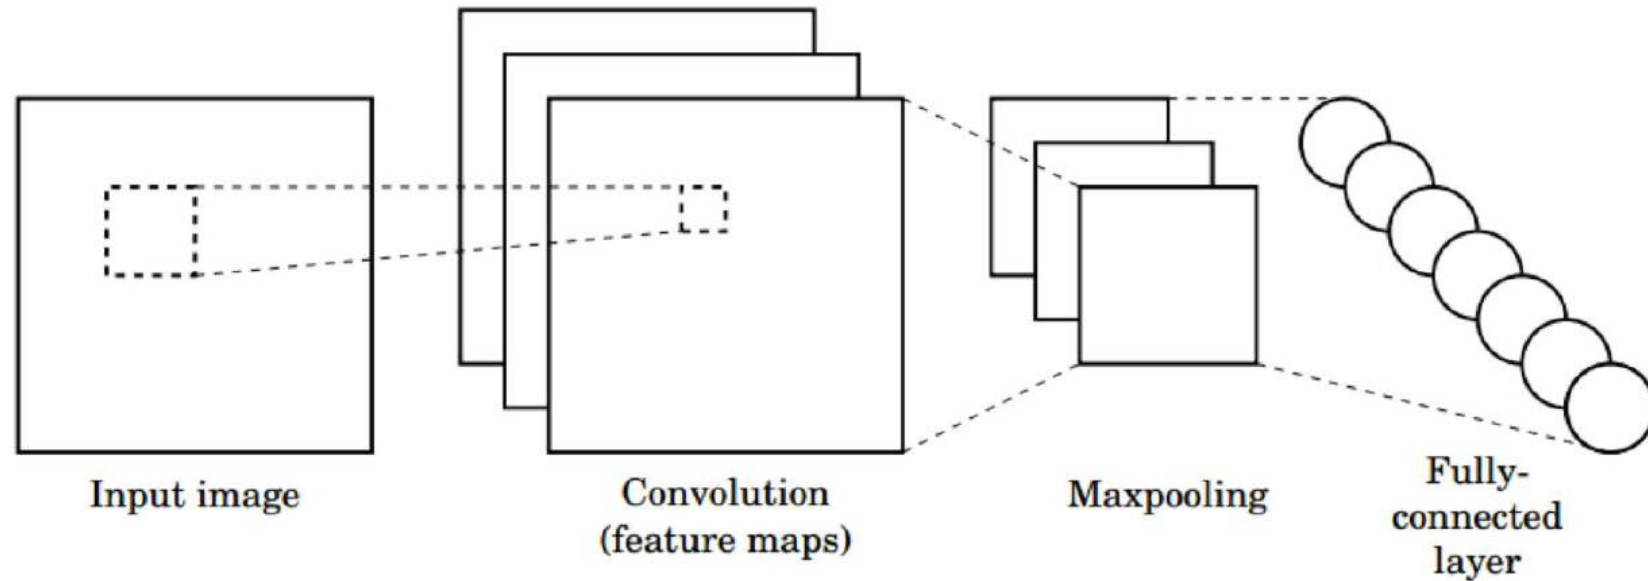 Input image
Convolution
(feature maps)
Maxpooling
Fully-
connected
layer